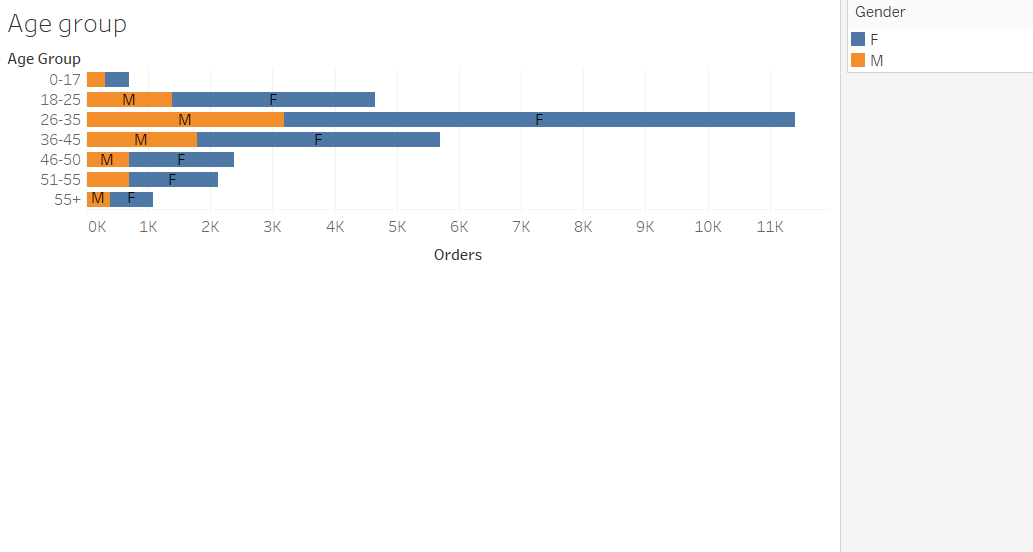 Age group
Age Group
0-17
18-25 M F
26-35 M F
36-45 M F
46-50 M F
51-55 F
55+ M F
0K 1K 2K 3K 4K 5K 6K 7K 8K 9K 10K 11K
Orders
Gender
F
M